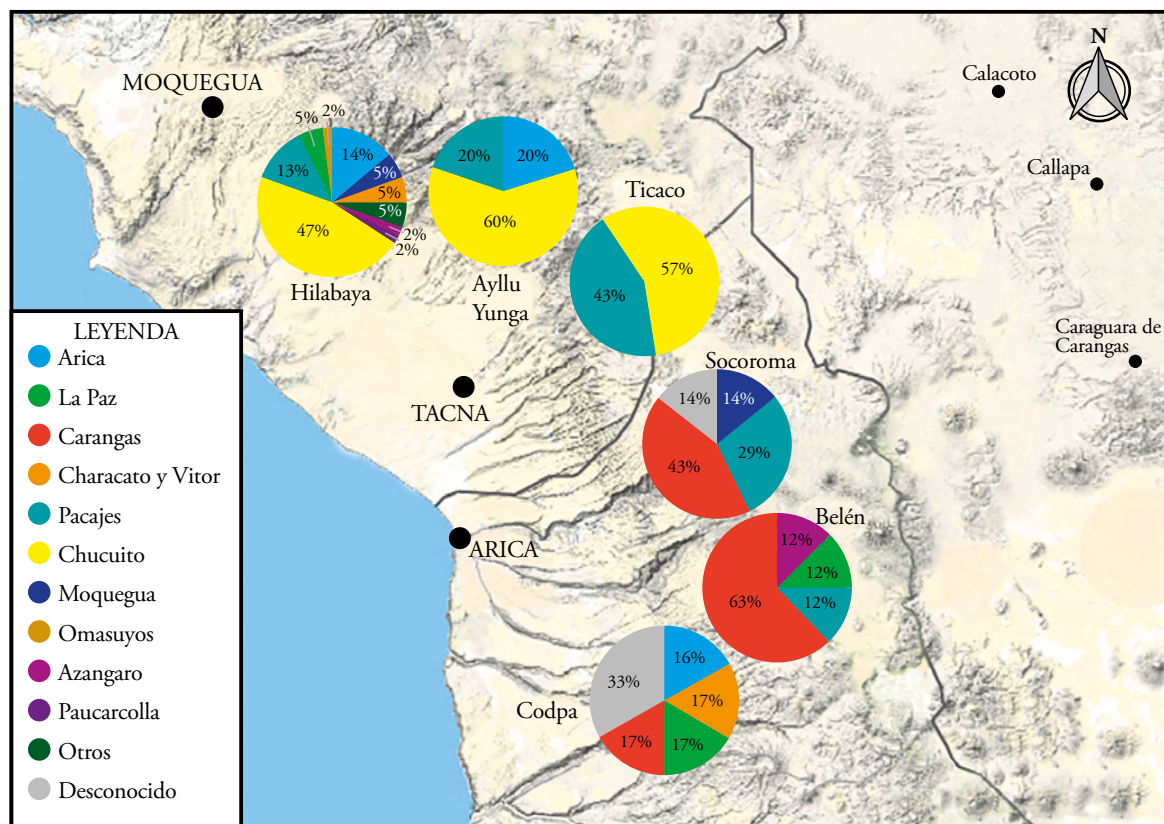 N
MOQUEGUA
Calacoto
Callapa
Caraguara de
Carangas
2%
5%
14%
5%
13%
5%
5%
2%
2%
47%
Hilabaya
20%
20%
60%
Ayllu
Yunga
Ticaco
57%
43%
TACNA
Socoroma
14%
14%
29%
43%
ARICA
Belén
12%
12%
12%
63%
Codpa
33%
16%
17%
17%
17%
LEYENDA
Arica
La Paz
Carangas
Characato y Vitor
Pacajes
Chucuito
Moquegua
Omasuyos
Azangaro
Paucarcolla
Otros
Desconocido